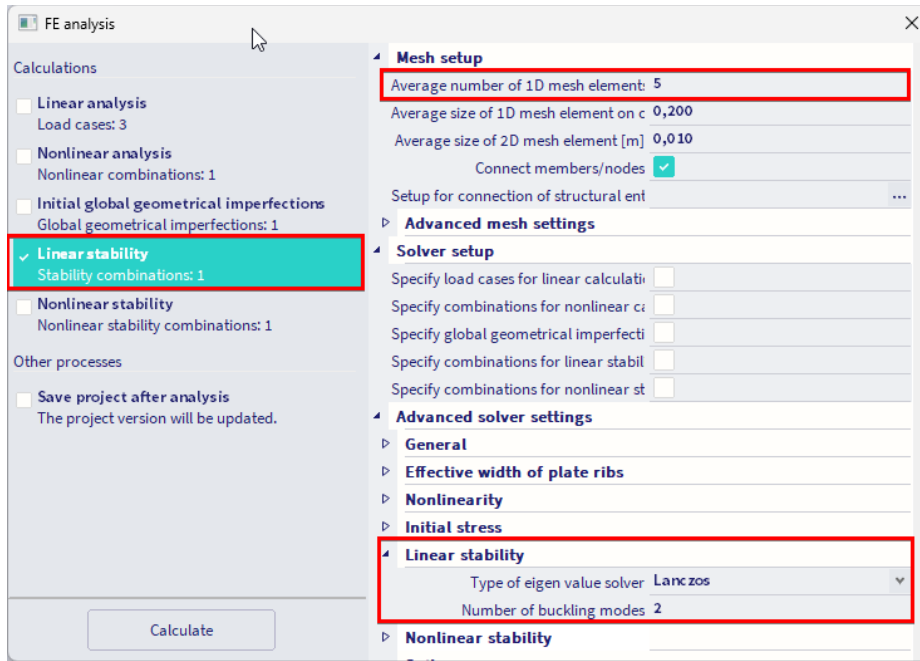 FE analysis
Calculations
Linear analysis
Load cases: 3
Nonlinear analysis
Nonlinear combinations: 1
Initial global geometrical imperfections
Global geometrical imperfections: 1
Linear stability
Stability combinations: 1
Nonlinear stability
Nonlinear stability combinations: 1
Other processes
Save project after analysis
The project version will be updated.
Calculate
Mesh setup
Average number of 1D mesh element: 5
Average size of 1D mesh element on c 0,200
Average size of 2D mesh element [m] 0,010
Connect members/nodes
Setup for connection of structural ent ...
Advanced mesh settings
Solver setup
Specify load cases for linear calculati
Specify combinations for nonlinear ca
Specify global geometrical imperfecti
Specify combinations for linear stabil
Specify combinations for nonlinear st
Advanced solver settings
General
Effective width of plate ribs
Nonlinearity
Initial stress
Linear stability
Type of eigen value solver Lanczos
Number of buckling modes 2
Nonlinear stability